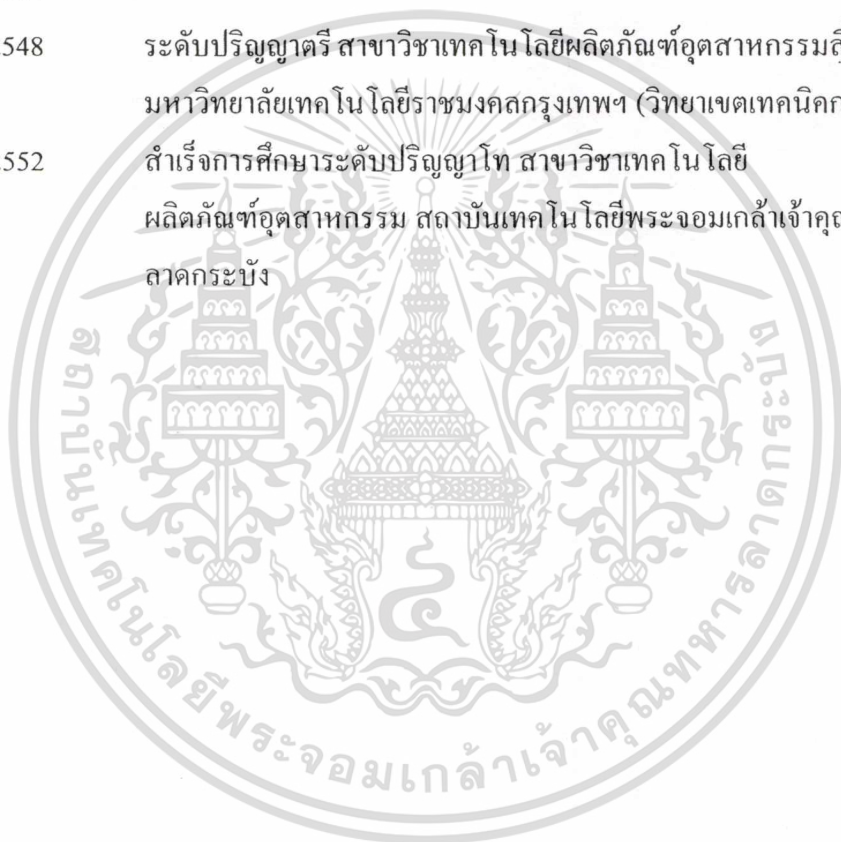 .548 ระดับปริญญาตรี สาขาวิชาเทคโนโลยีผลิตภัณฑ์อุตสาหกรรม
มหาวิทยาลัยเทคโนโลยีราชมงคลกรุงเทพฯ (วิทยาเขตเทคนิค
.552 สำเร็จการศึกษาระดับปริญญาโท สาขาวิชาเทคโนโลยี
ผลิตภัณฑ์อุตสาหกรรม สถาบันเทคโนโลยีพระจอมเกล้าเจ้าคุณ
ลาดกระบัง
สถาบันเทคโนโลยีพระจอมเกล้าเจ้าคุณทหารลาดกระบัง